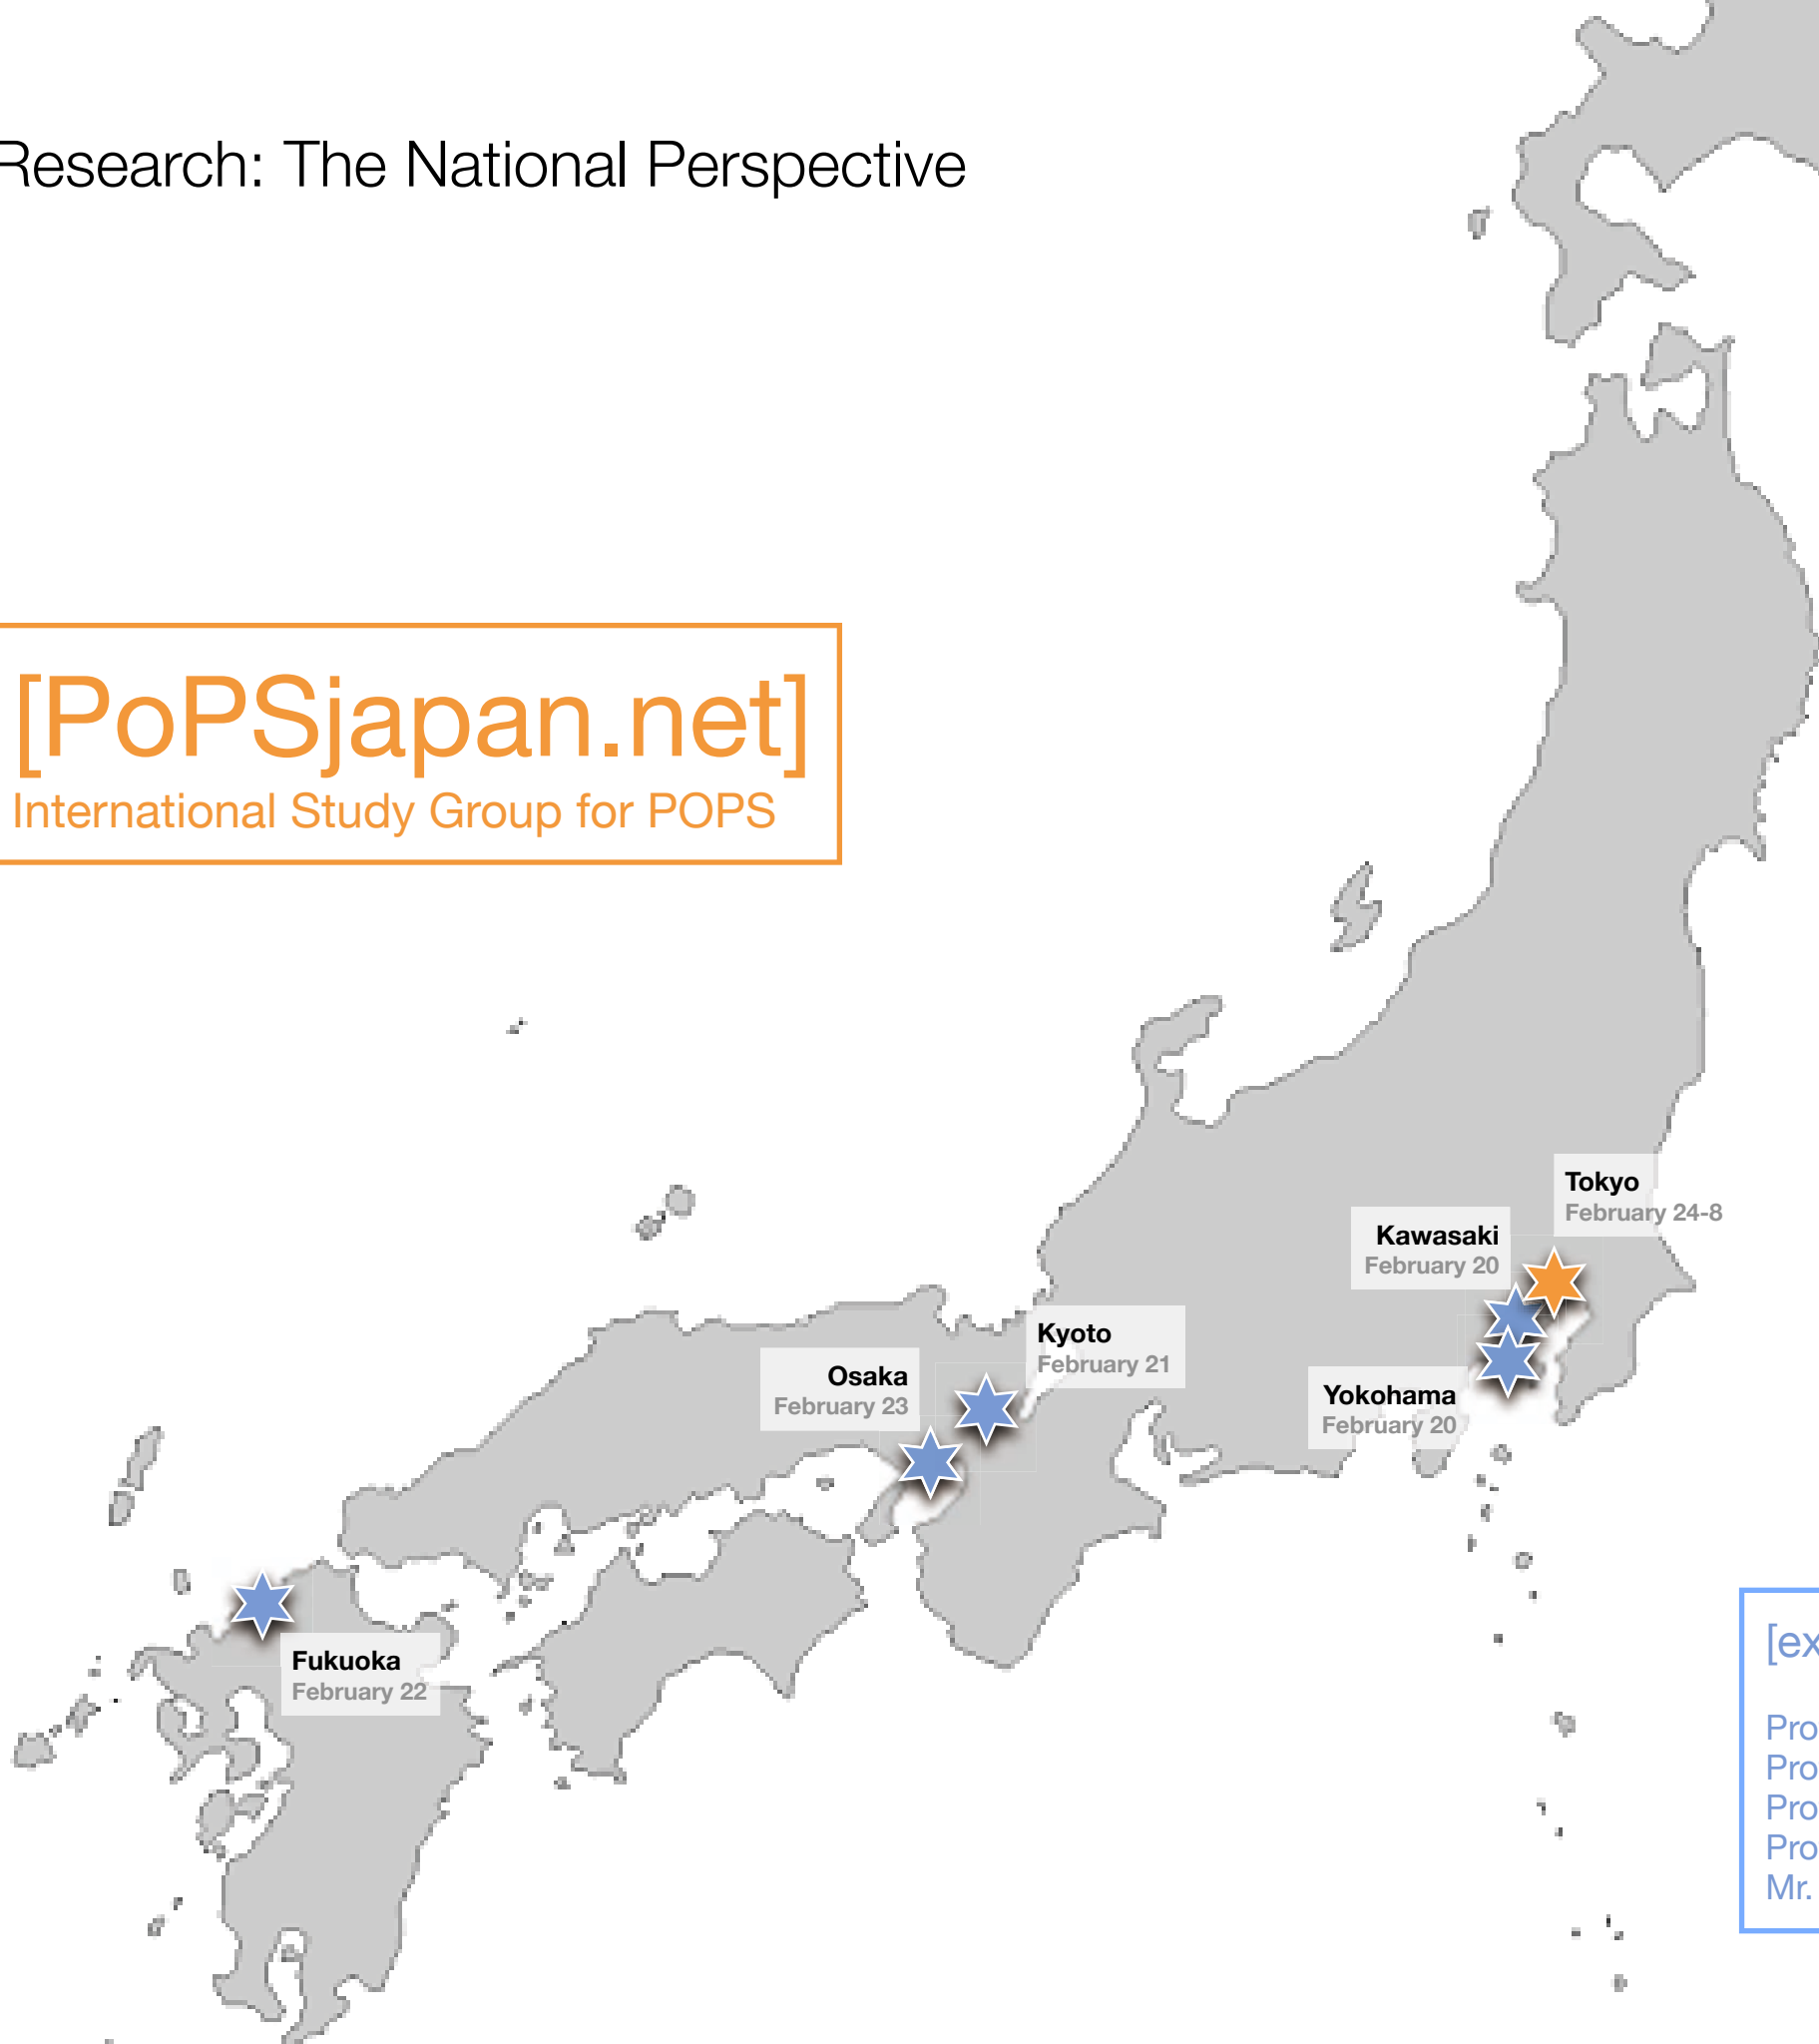 Research: The National Perspective
[PoPSjapan.net]
International Study Group for POPS
Tokyo
February 24-8
Kawasaki
February 20
Kyoto
February 21
Osaka
February 23
Yokohama
February 20
Fukuoka
February 22
[ex
Pro
Pro
Pro
Pro
Mr.